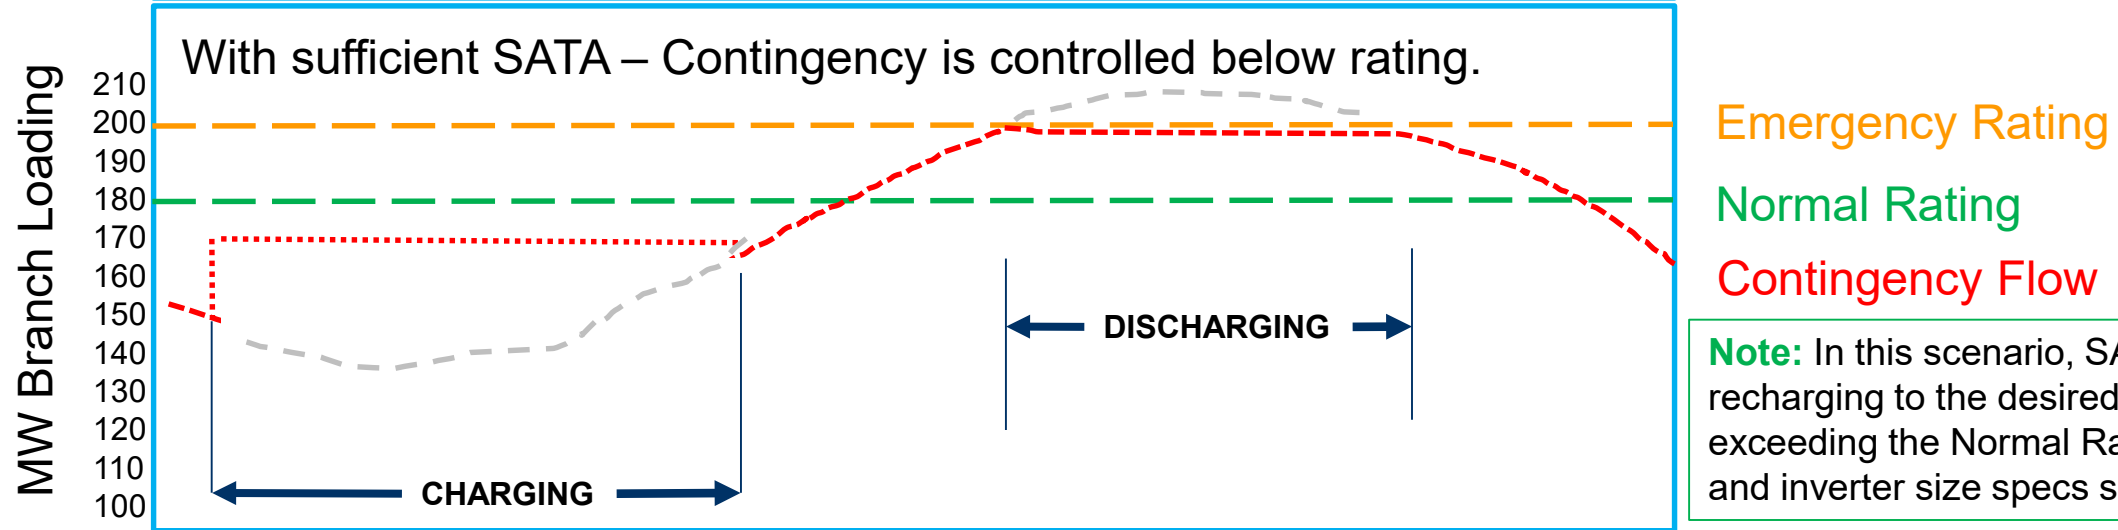 With sufficient SATA – Contingency is controlled below rating.
MW Branch Loading
210
200
190
180
170
160
150
140
130
120
110
100
CHARGING
DISCHARGING
Emergency Rating
Normal Rating
Contingency Flow
Note: In this scenario, SA
recharging to the desired
exceeding the Normal Ra
and inverter size specs s